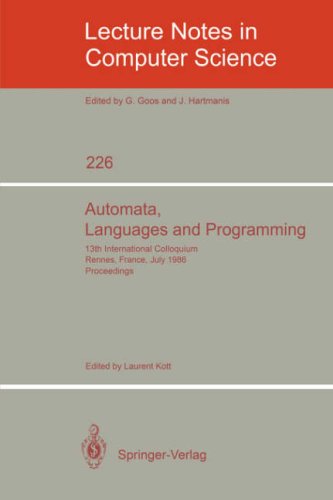 Lecture Notes in
Computer Science
Edited by G. Goos and J. Hartmanis
226
Automata,
Languages and Programming
13th International Colloquium
Rennes, France, July 1986
Proceedings
Edited by Laurent Kott
Springer-Verlag